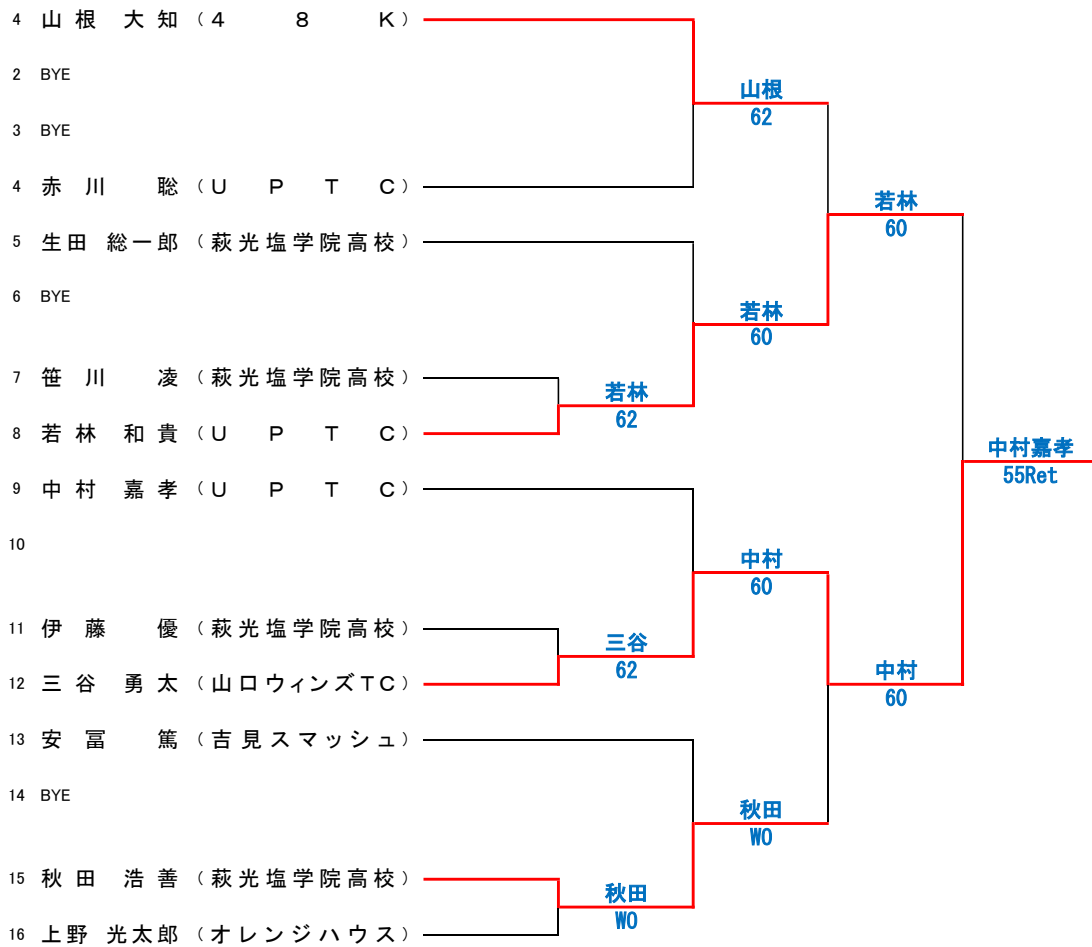 4 山根 大知 (4 8 K)
2 BYE
山根
62
3 BYE
4 赤川 聡 (U P T C)
若林
60
5 生田 総一郎 (萩光塩学院高校)
6 BYE
若林
60
7 笹川 凌 (萩光塩学院高校)
若林
62
8 若林 和貴 (U P T C)
中村嘉孝
55Ret
9 中村 嘉孝 (U P T C)
10
中村
60
11 伊藤 優 (萩光塩学院高校)
三谷
62
12 三谷 勇太 (山口ウィンズTC)
中村
60
13 安冨 篤 (吉見スマッシュ)
14 BYE
秋田
WO
15 秋田 浩善 (萩光塩学院高校)
秋田
WO
16 上野 光太郎 (オレンジハウス)